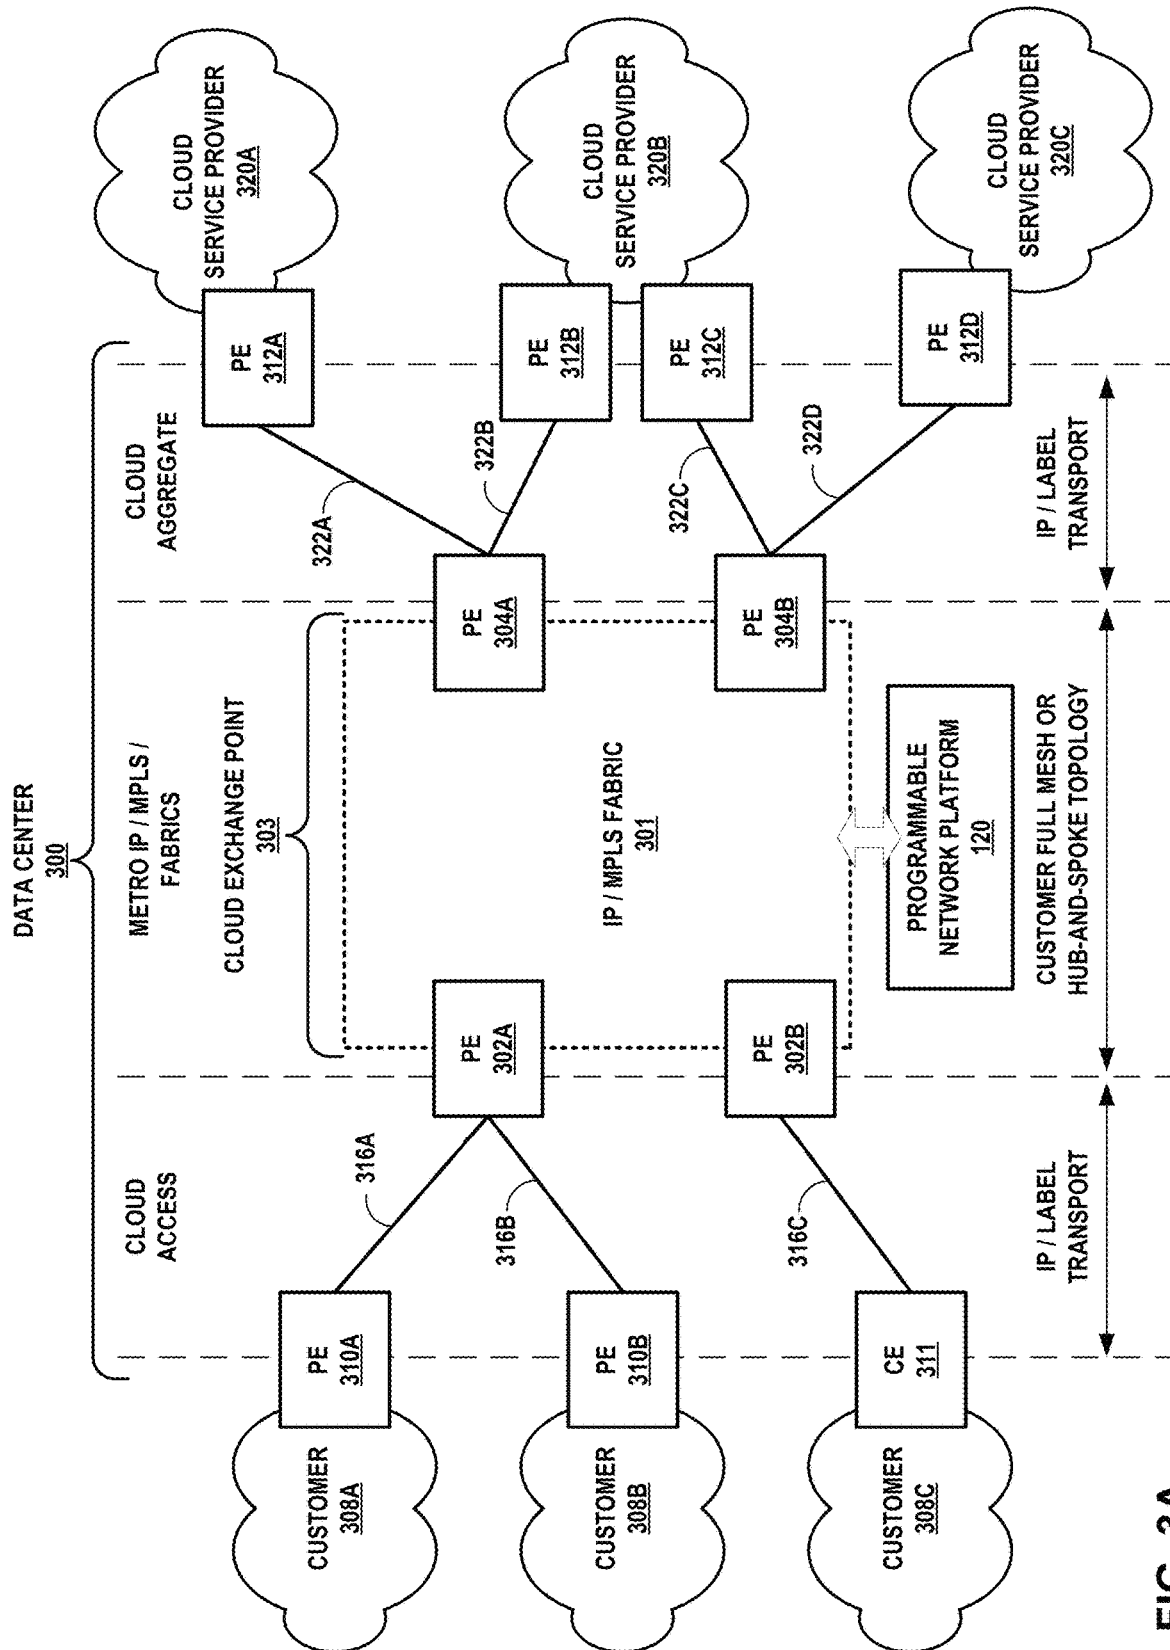 DATA CENTER
300
CLOUD
ACCESS
METRO IP / MPLS /
FABRICS
CLOUD
AGGREGATE
CLOUD EXCHANGE POINT
303
CUSTOMER
308A
PE
310A
316A
PE
302A
PE
304A
322A
PE
312A
CLOUD
SERVICE PROVIDER
320A
CUSTOMER
308B
PE
310B
316B
IP / MPLS FABRIC
301
322B
PE
312B
CLOUD
SERVICE PROVIDER
320B
322C
PE
312C
CUSTOMER
308C
CE
311
316C
PE
302B
PE
304B
322D
PE
312D
CLOUD
SERVICE PROVIDER
320C
PROGRAMMABLE
NETWORK PLATFORM
120
IP / LABEL
TRANSPORT
CUSTOMER FULL MESH OR
HUB-AND-SPOKE TOPOLOGY
IP / LABEL
TRANSPORT
FIG. 3A